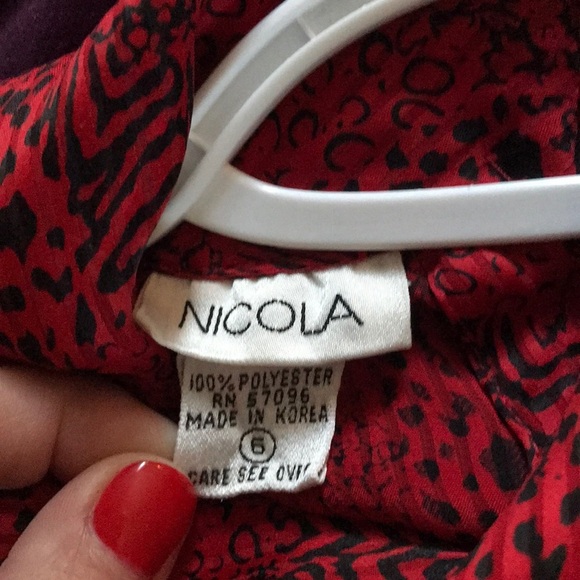 NICOLA
100% POLYESTER
RN 57096
MADE IN KOREA
6
CARE SEE OVER